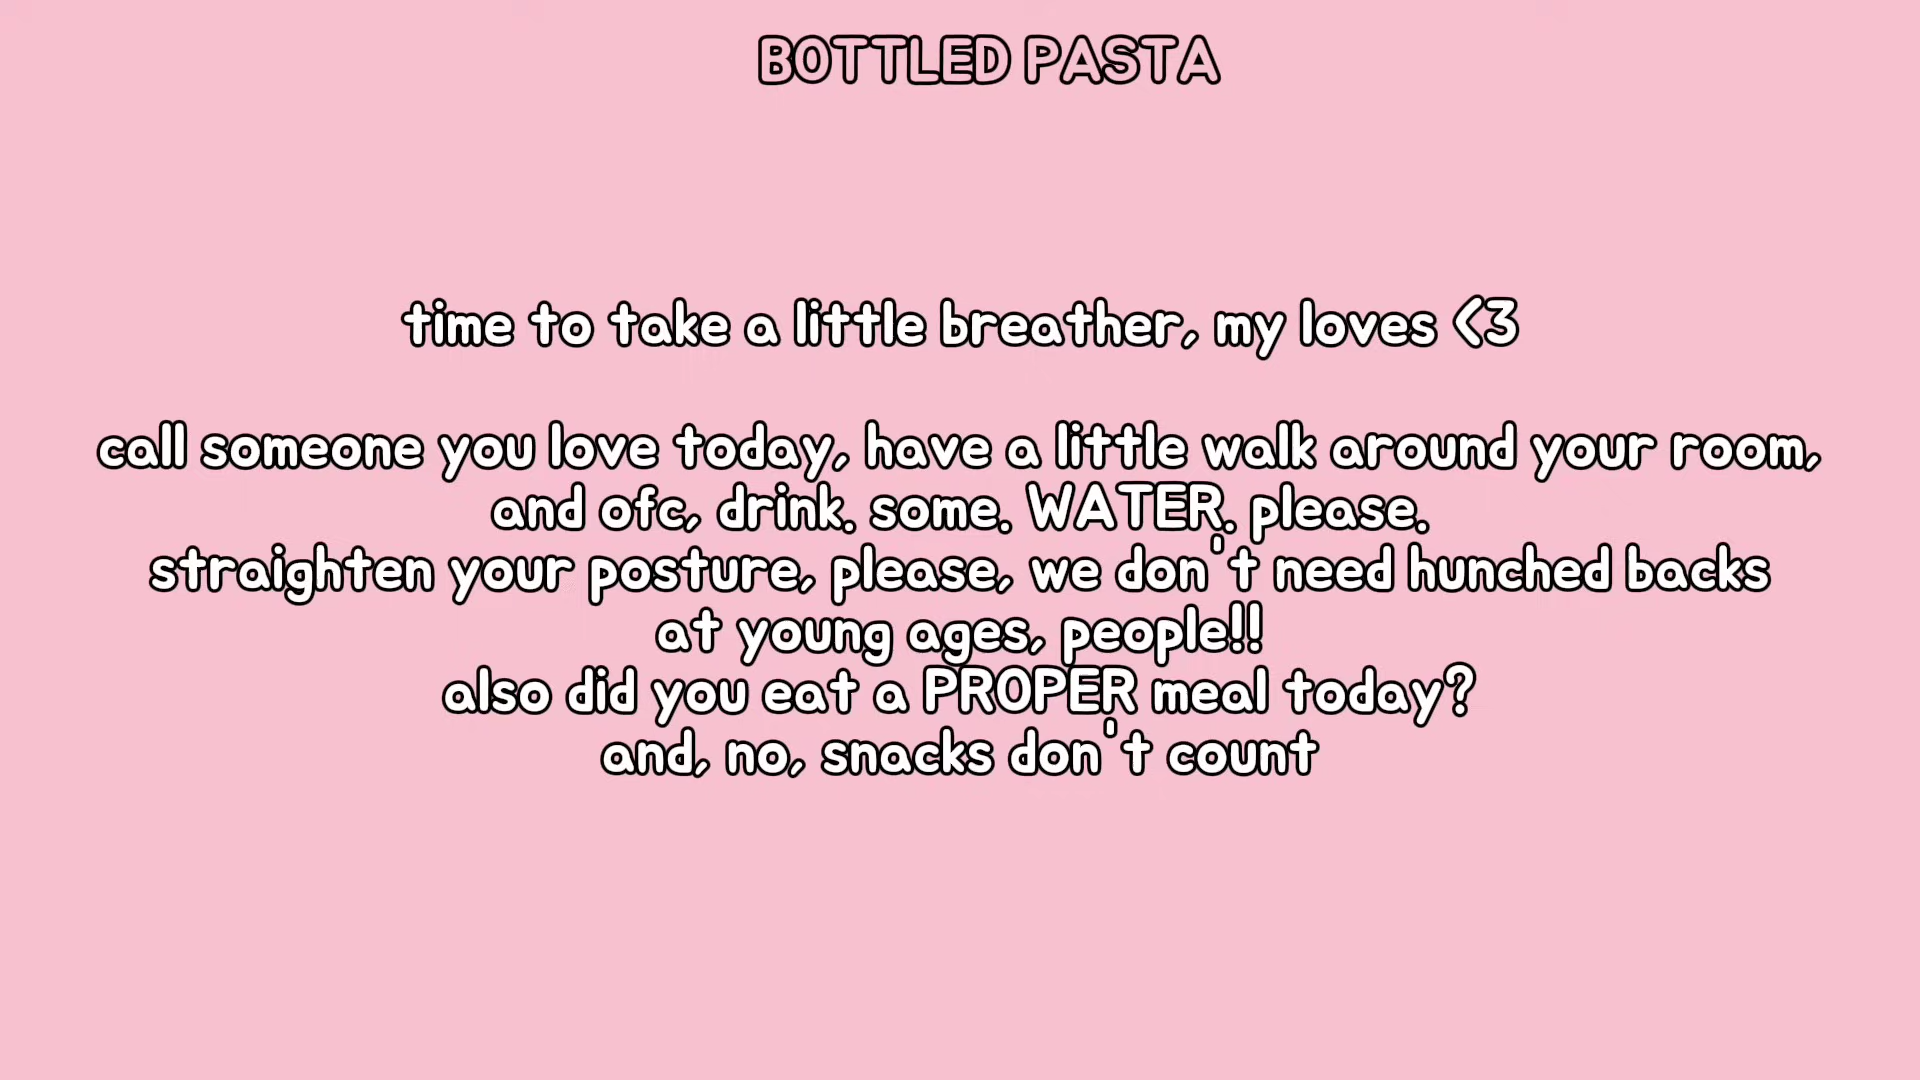 BOTTLED PASTA
time to take a little breather, my loves <3
call someone you love today, have a little walk around your room,
and ofc, drink. some. WATER. please.
straighten your posture, please, we don't need hunched backs
at young ages, people!!
also did you eat a PROPER meal today?
and, no, snacks don't count